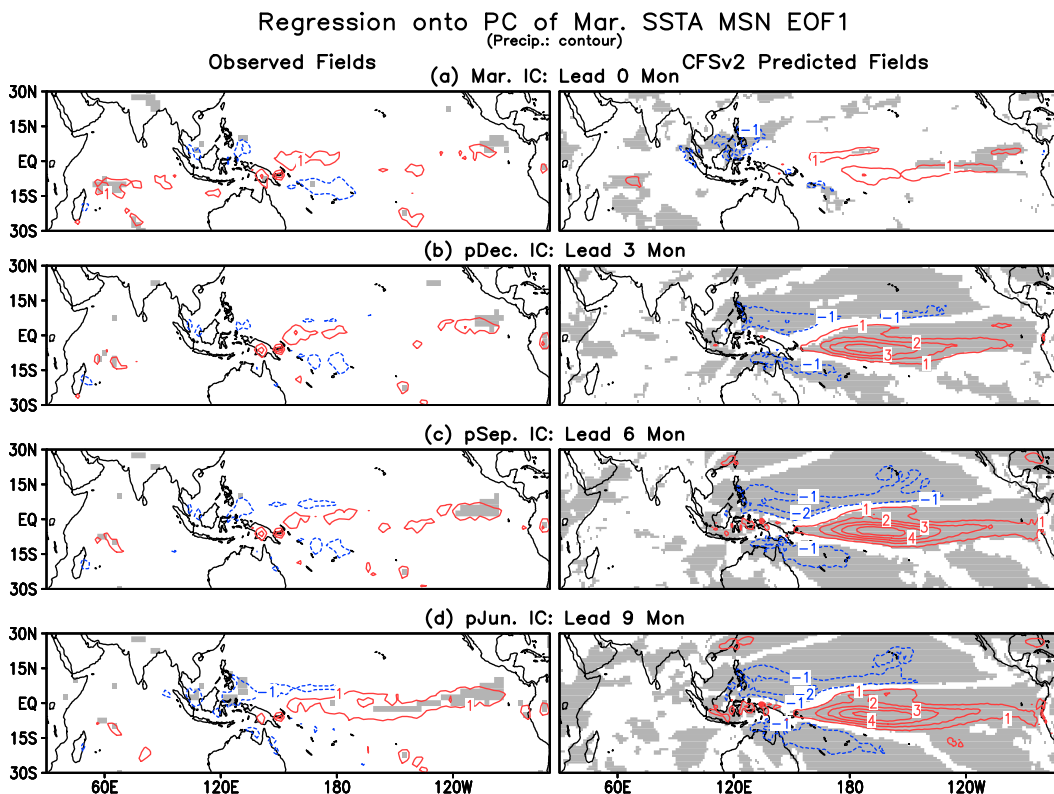 Regression onto PC of Mar. SSTA MSN EOF1
(Precip.: contour)
Observed Fields CFSv2 Predicted Fields
(a) Mar. IC: Lead 0 Mon
30N
15N
EQ
15S
30S
1
1
-1
1
1
(b) pDec. IC: Lead 3 Mon
30N
15N
EQ
15S
30S
-1
-1
1
2
3
1
-1
(c) pSep. IC: Lead 6 Mon
30N
15N
EQ
15S
30S
-1
-1
-2
1
2
3
4
1
-1
(d) pJun. IC: Lead 9 Mon
30N
15N
EQ
15S
30S
-1
1
1
-1
-2
-1
1
2
3
4
1
-1
60E 120E 180 120W 60E 120E 180 120W